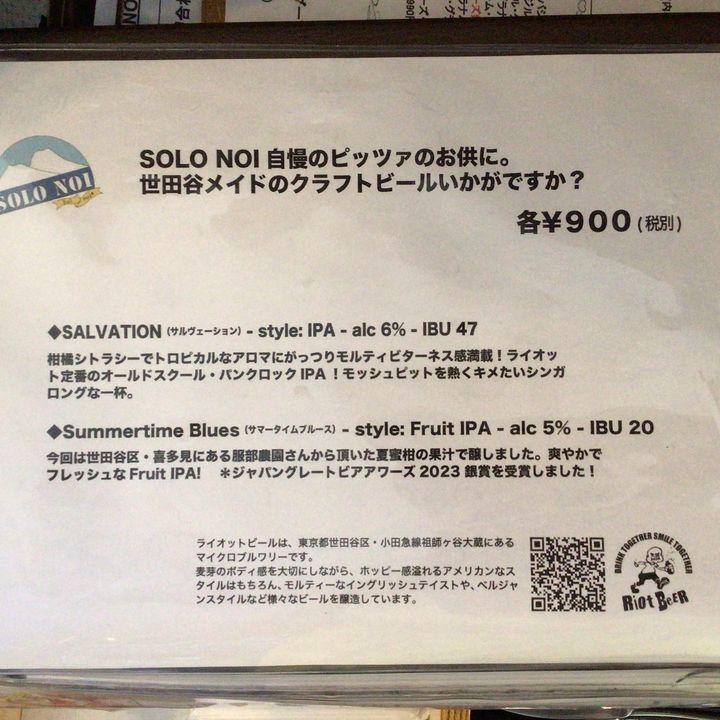 SOLO NOI
SOLO NOI 自慢のピッツァのお供に。
世田谷メイドのクラフトビールいかがですか？
各¥900(税別)
◆SALVATION (サルヴェーション) - style: IPA - alc 6% - IBU 47
柑橘シトラシーでトロピカルなアロマにがっつりモルティビターネス感満載！ライオッ
ト定番のオールドスクール・パンクロック IPA ！モッシュピットを熱くキメたいシンガ
ロングな一杯。
◆Summertime Blues (サマータイムブルース) - style: Fruit IPA - alc 5% - IBU 20
今回は世田谷区・喜多見にある服部農園さんから頂いた夏蜜柑の果汁で醸しました。爽やかで
フレッシュな Fruit IPA! ＊ジャパングレートビアアワーズ 2023 銀賞を受賞しました！
ライオットビールは、東京都世田谷区・小田急線祖師ヶ谷大蔵にある
マイクロブルワリーです。
麦芽のボディ感を大切にしながら、ホッピー感溢れるアメリカンなス
タイルはもちろん、モルティーなイングリッシュテイストや、ベルジャ
ンスタイルなど様々なビールを醸造しています。
DRINK TOGETHER SMILE TOGETHER
RiOt BeER